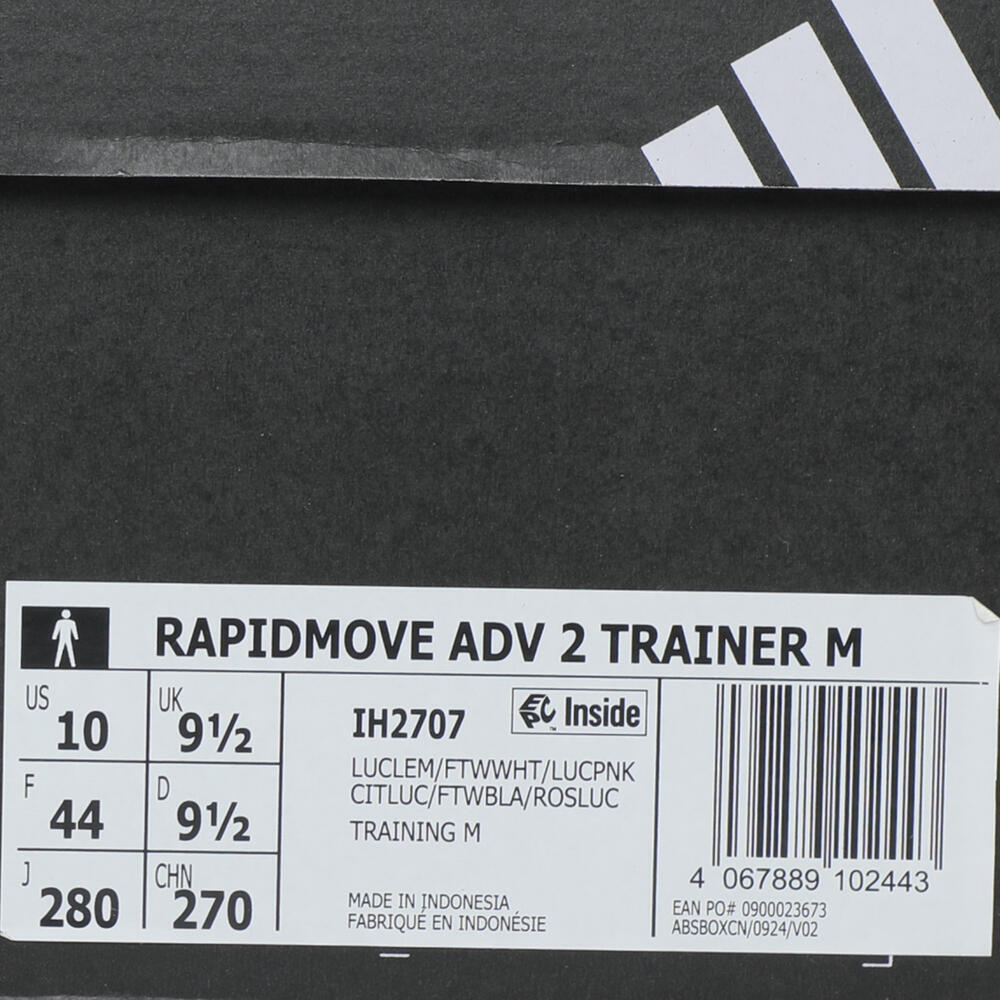 RAPIDMOVE ADV 2 TRAINER M
US 10
UK 9½
F 44
D 9½
J 280
CHN 270
IH2707
EPC Inside
™
LUCLEM/FTWWHT/LUCPNK
CITLUC/FTWBLA/ROSLUC
TRAINING M
MADE IN INDONESIA
FABRIQUÉ EN INDONÉSIE
4 067889 102443
EAN PO# 0900023673
ABSBOXCN/0924/V02